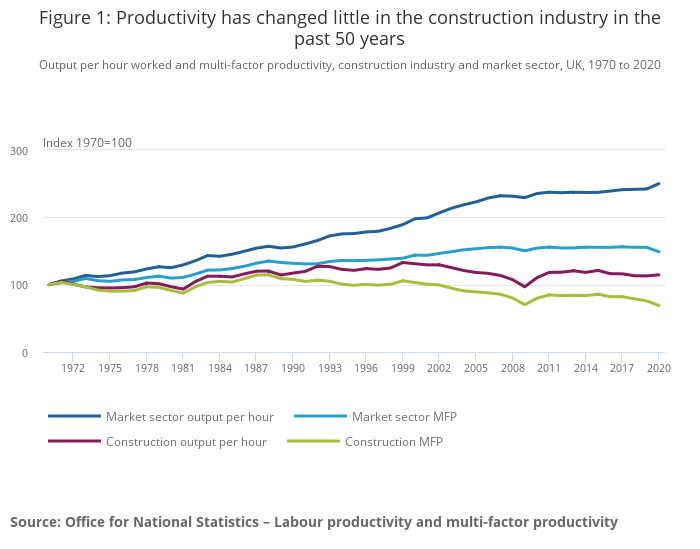 Figure 1: Productivity has changed little in the construction industry in the
past 50 years
Output per hour worked and multi-factor productivity, construction industry and market sector, UK, 1970 to 2020
Index 1970=100
300
200
100
0
1972 1975 1978 1981 1984 1987 1990 1993 1996 1999 2002 2005 2008 2011 2014 2017 2020
Market sector output per hour Market sector MFP
Construction output per hour Construction MFP
Source: Office for National Statistics – Labour productivity and multi-factor productivity